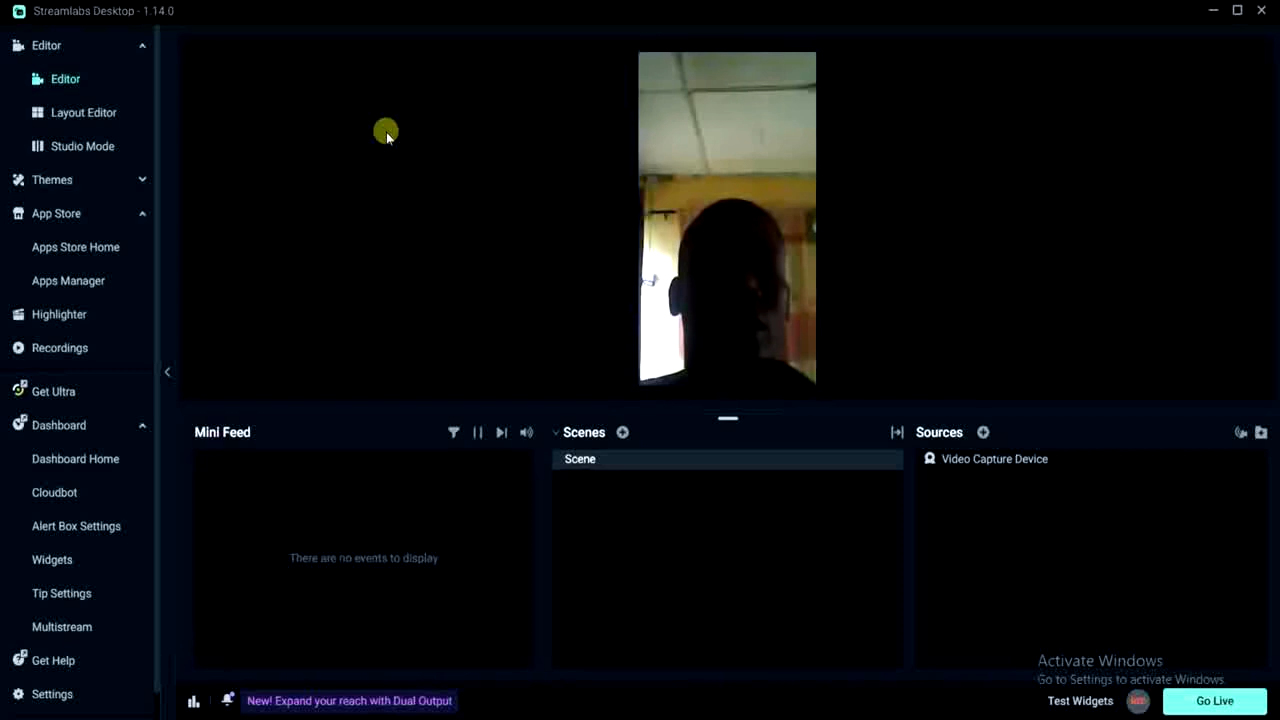 Streamlabs Desktop - 1.14.0
Editor
Editor
Layout Editor
Studio Mode
Themes
App Store
Apps Store Home
Apps Manager
Highlighter
Recordings
Get Ultra
Dashboard
Dashboard Home
Cloudbot
Alert Box Settings
Widgets
Tip Settings
Multistream
Get Help
Settings
Mini Feed
There are no events to display
Scenes
Scene
Sources
Video Capture Device
Activate Windows
Go to Settings to activate Windows.
New! Expand your reach with Dual Output
Test Widgets
Go Live